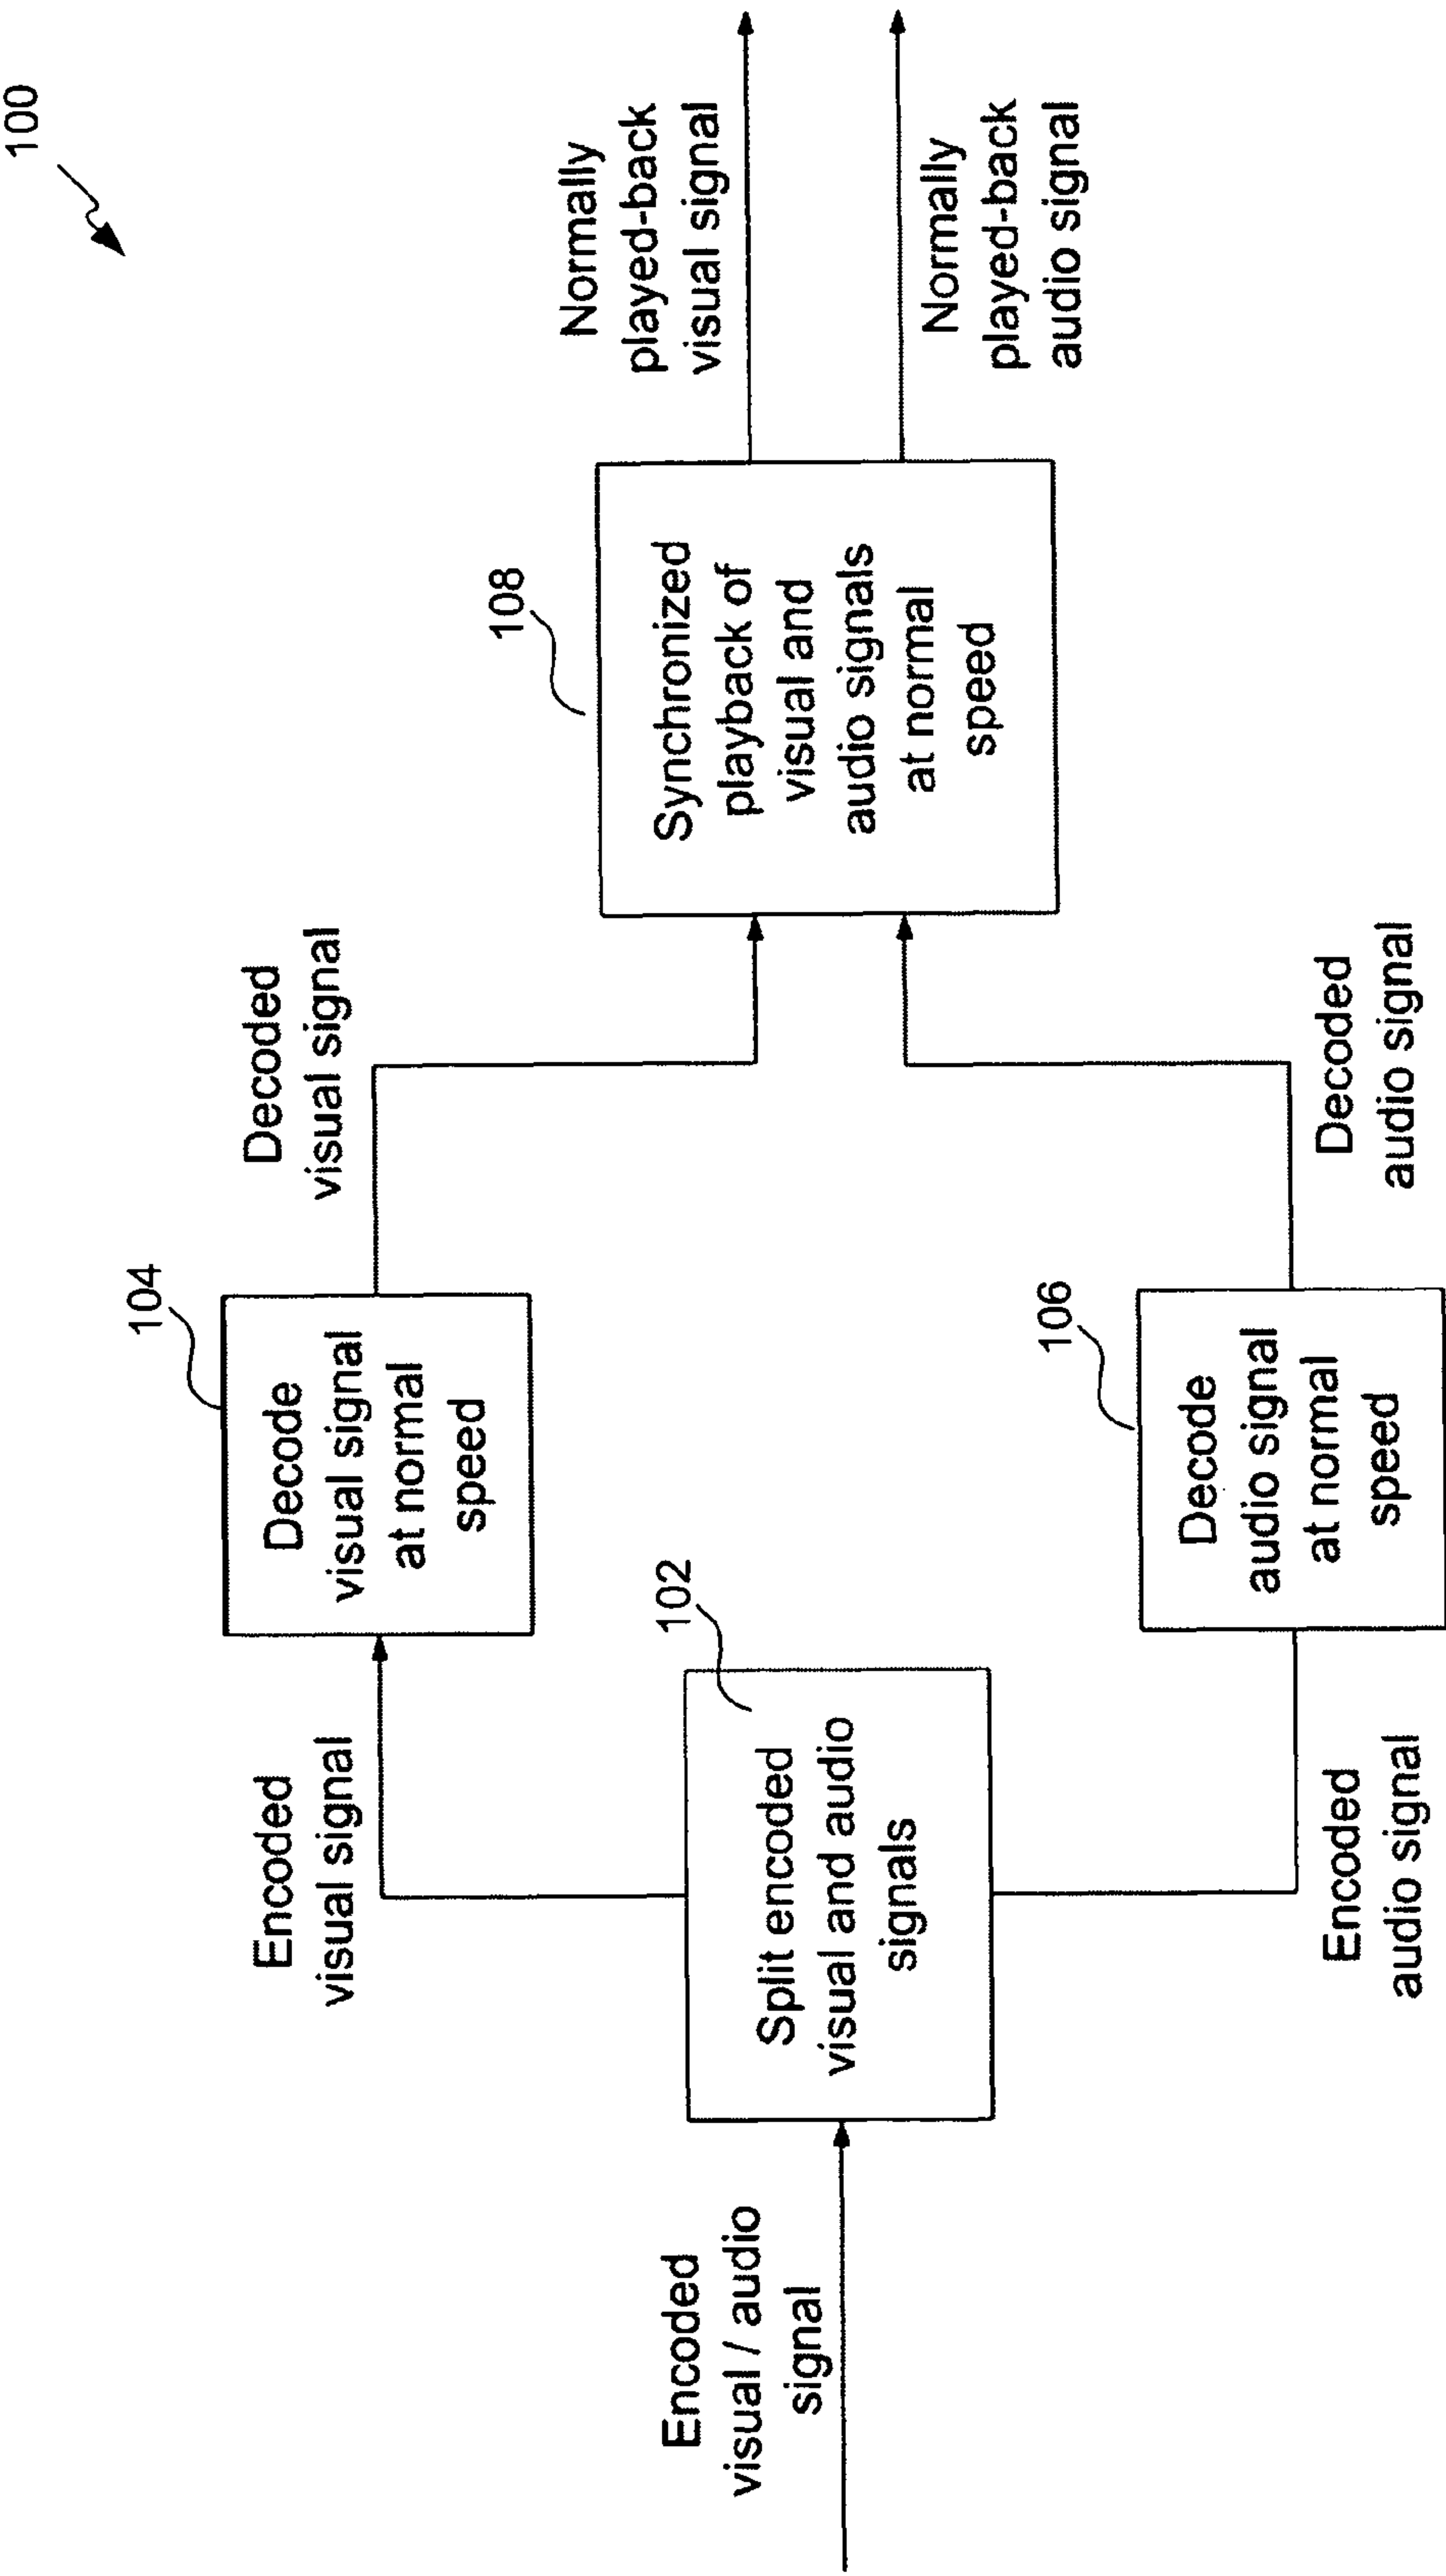 100
Encoded
visual / audio
signal
102
Split encoded
visual and audio
signals
Encoded
visual signal
104
Decode
visual signal
at normal
speed
Decoded
visual signal
Encoded
audio signal
106
Decode
audio signal
at normal
speed
Decoded
audio signal
108
Synchronized
playback of
visual and
audio signals
at normal
speed
Normally
played-back
visual signal
Normally
played-back
audio signal